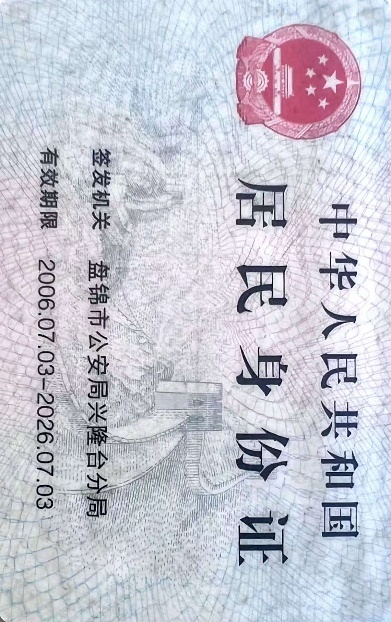 中华人民共和国
居民身份证
签发机关 盘锦市公安局兴隆台分局
有效期限 2006.07.03-2026.07.03